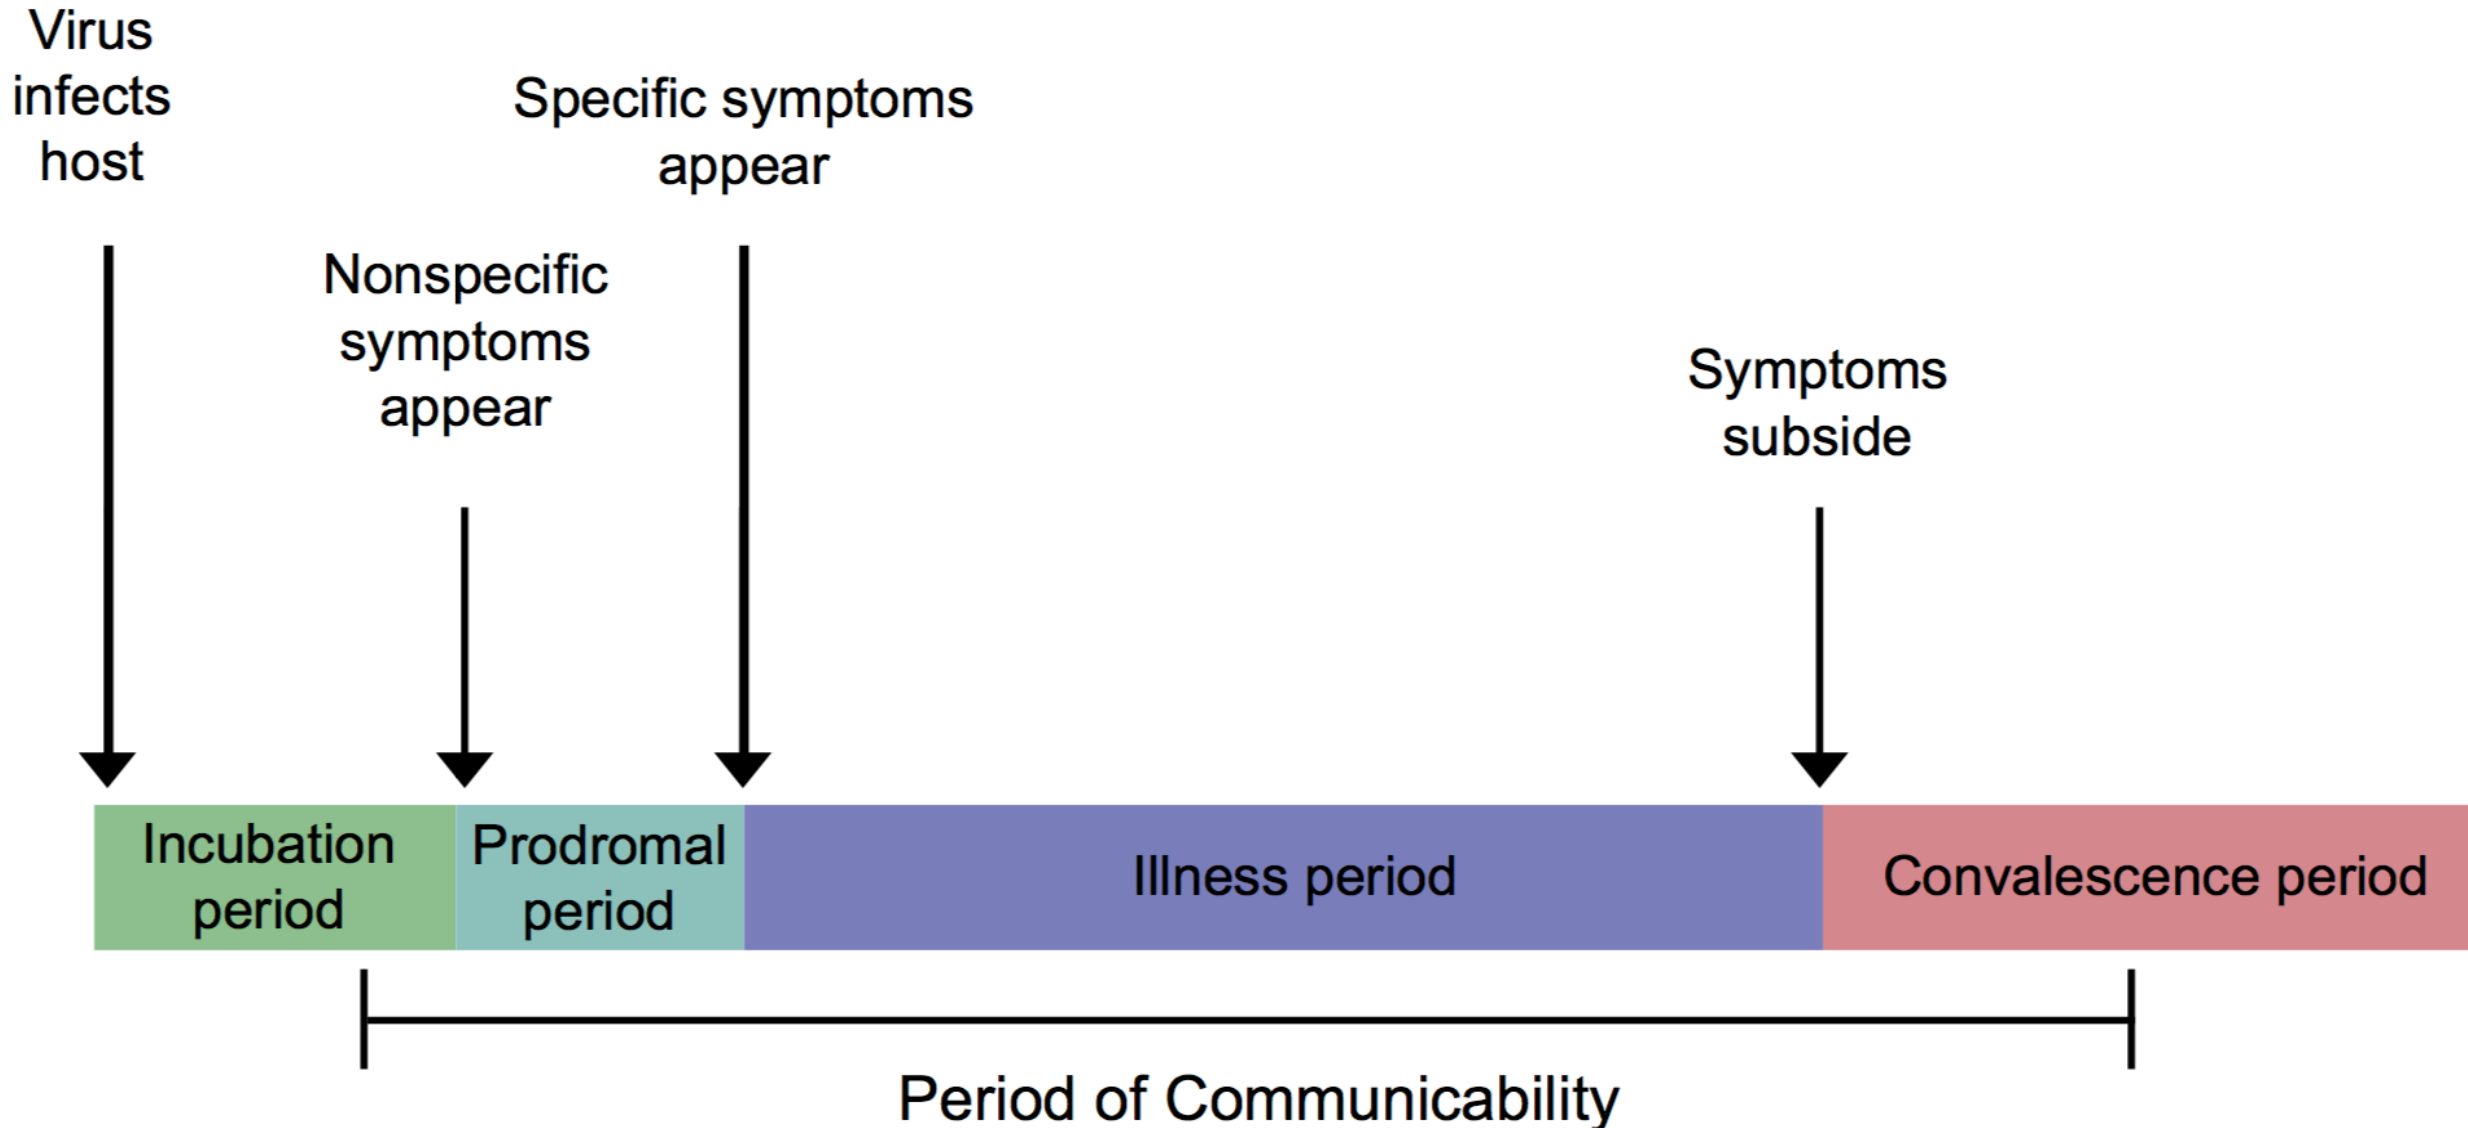 Virus
infects
host
Specific symptoms
appear
Nonspecific
symptoms
appear
Symptoms
subside
Incubation
period
Prodromal
period
Illness period
Convalescence period
Period of Communicability